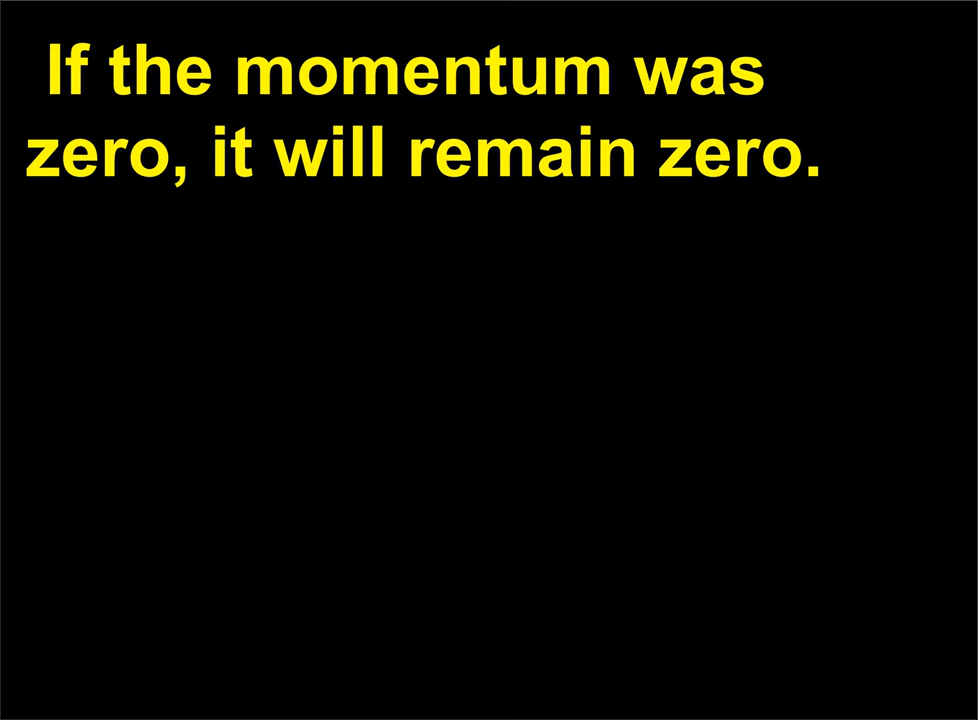 If the momentum was
zero, it will remain zero.